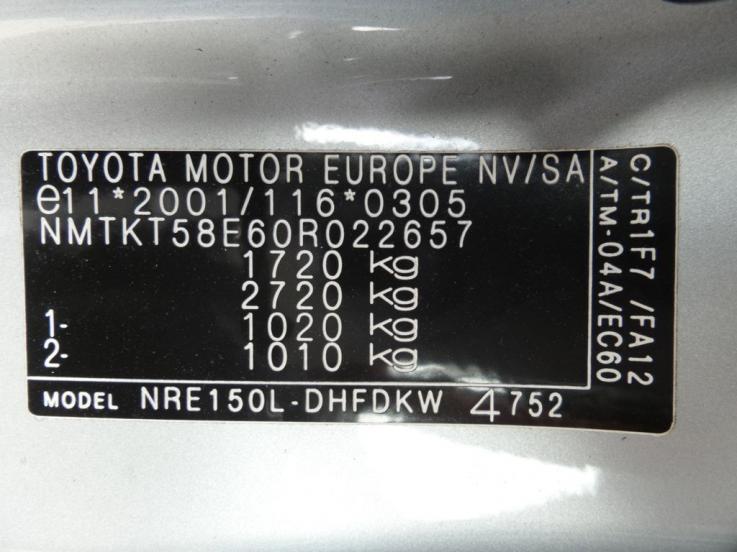 TOYOTA MOTOR EUROPE NV/SA
e11*2001/116*0305
NMTKT58E60R022657
1720 kg
2720 kg
1- 1020 kg
2- 1010 kg
MODEL NRE150L-DHFDKW 4752
C/TR1F7 /FA12
A/TM-04A/EC60